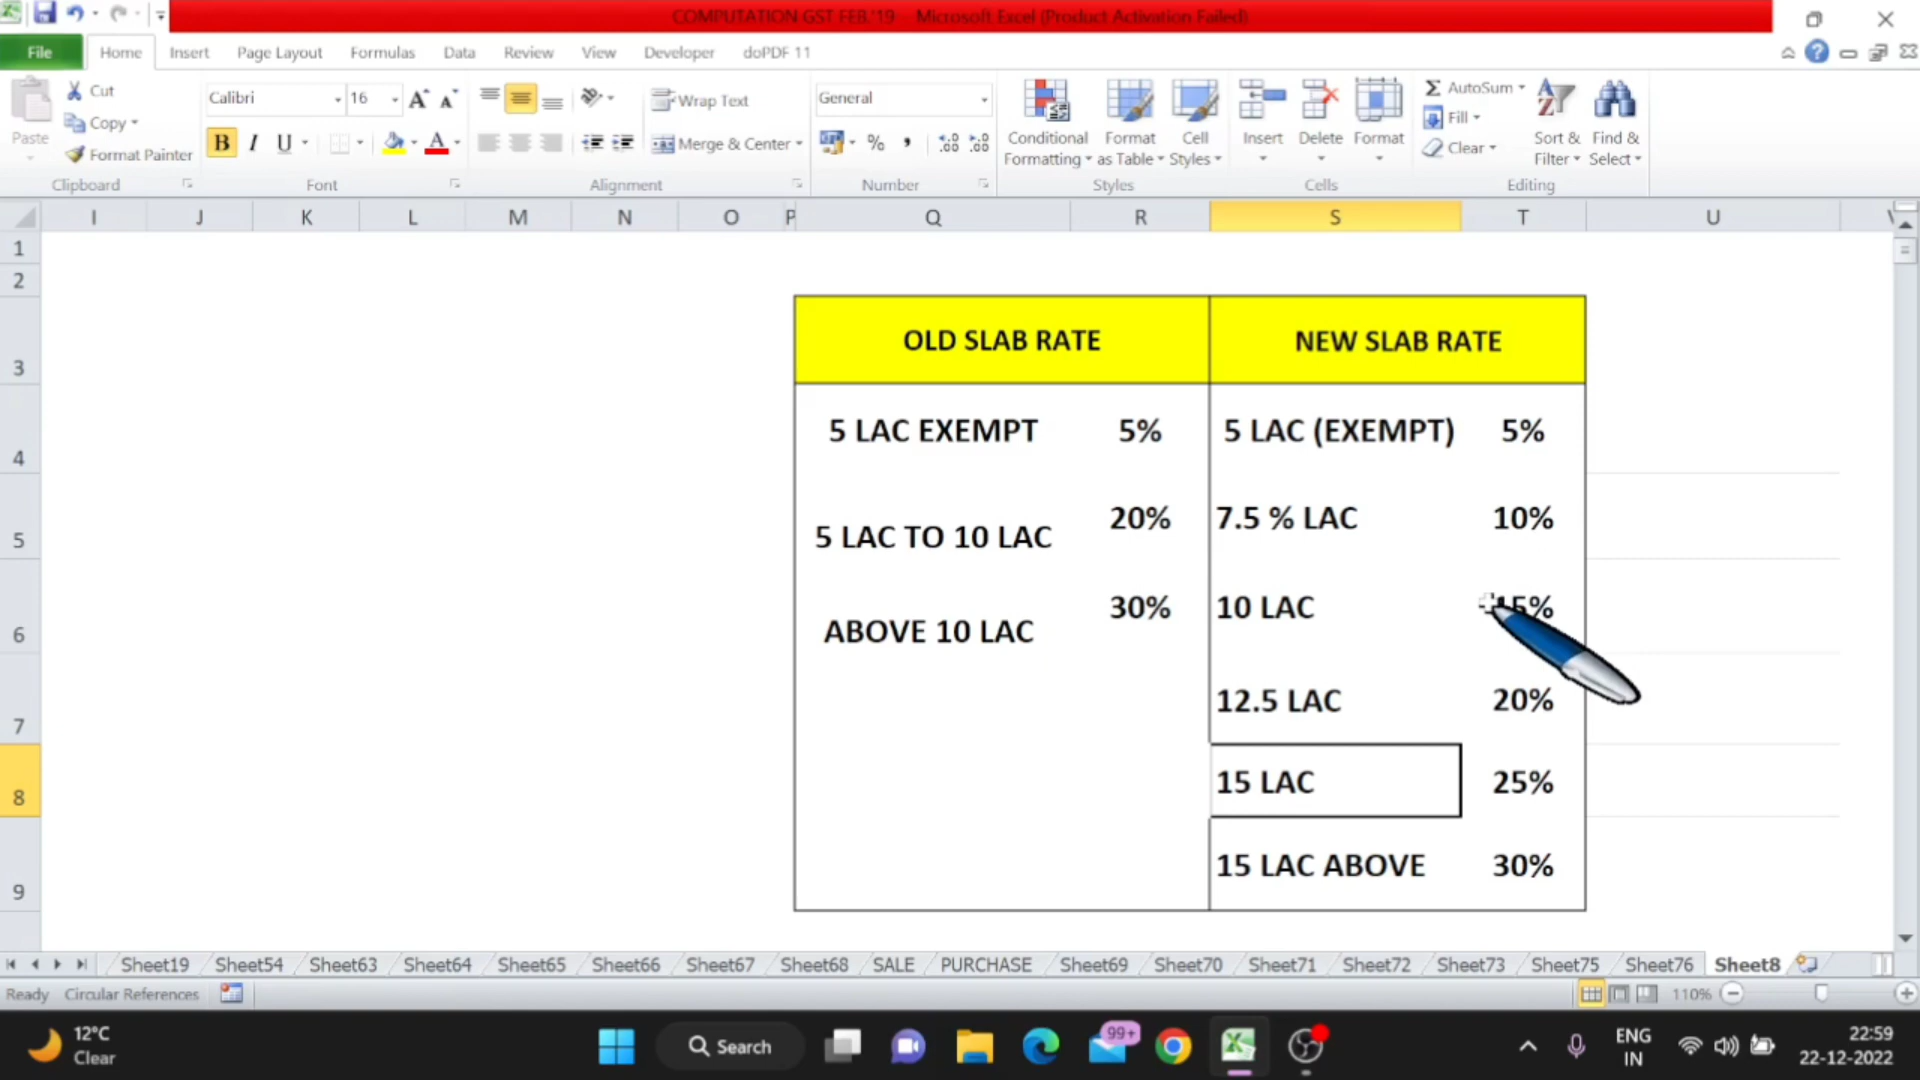 COMPUTATION GST FEB.'19 - Microsoft Excel (Product Activation Failed)
File Home Insert Page Layout Formulas Data Review View Developer doPDF 11
Paste
Cut
Copy
Format Painter
Clipboard
Calibri 16
B I U
Font
Wrap Text
Merge & Center
Alignment
General
%
Number
Conditional Formatting
Format as Table
Cell Styles
Styles
Insert Delete Format
Cells
AutoSum
Fill
Clear
Sort & Filter
Find & Select
Editing
I J K L M N O P Q R S T U
1
2
3 OLD SLAB RATE NEW SLAB RATE
4 5 LAC EXEMPT 5% 5 LAC (EXEMPT) 5%
5 5 LAC TO 10 LAC 20% 7.5 % LAC 10%
6 ABOVE 10 LAC 30% 10 LAC 15%
7 12.5 LAC 20%
8 15 LAC 25%
9 15 LAC ABOVE 30%
Sheet19 Sheet54 Sheet63 Sheet64 Sheet65 Sheet66 Sheet67 Sheet68 SALE PURCHASE Sheet69 Sheet70 Sheet71 Sheet72 Sheet73 Sheet75 Sheet76 Sheet8
Ready Circular References 110%
12°C
Clear
Search
99+
ENG
IN
22:59
22-12-2022